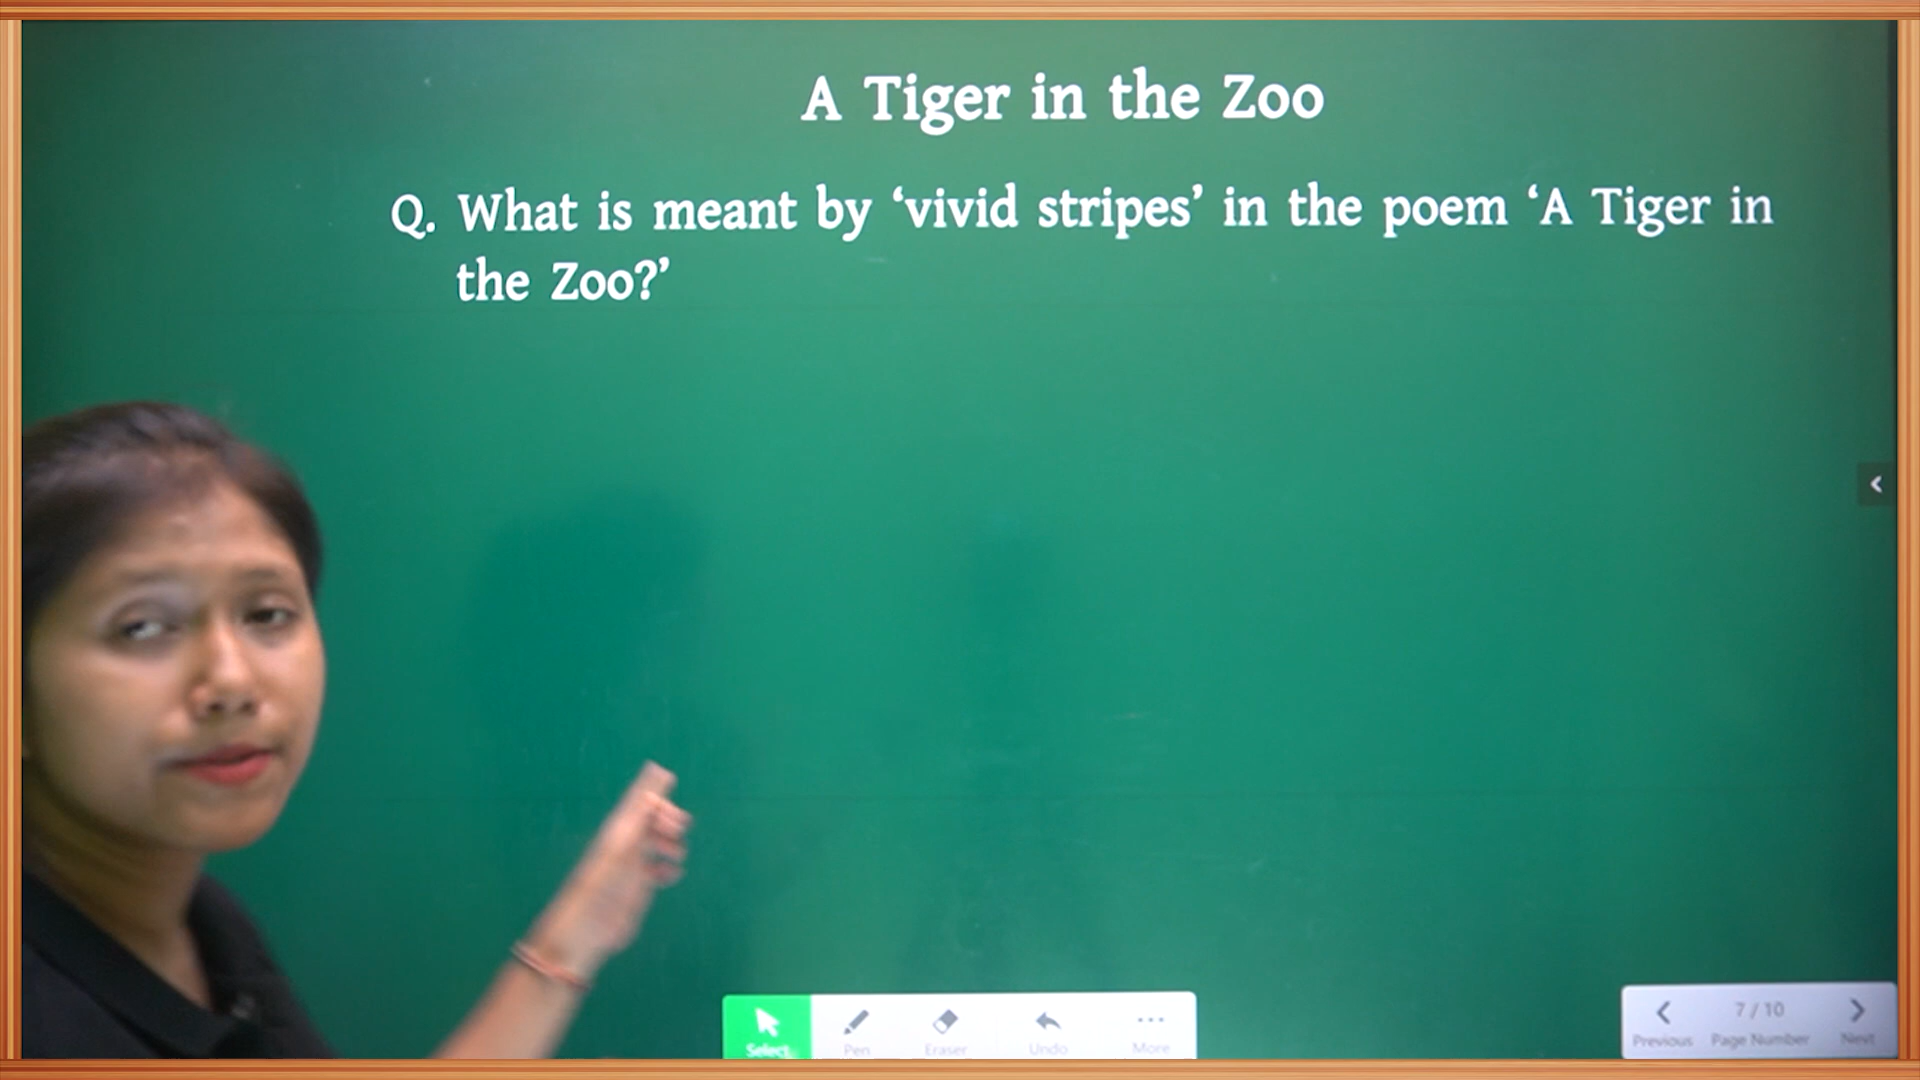 A Tiger in the Zoo
Q. What is meant by ‘vivid stripes’ in the poem ‘A Tiger in
the Zoo?’
Select Pen Eraser Undo More
7 / 10
Previous Page Number Next